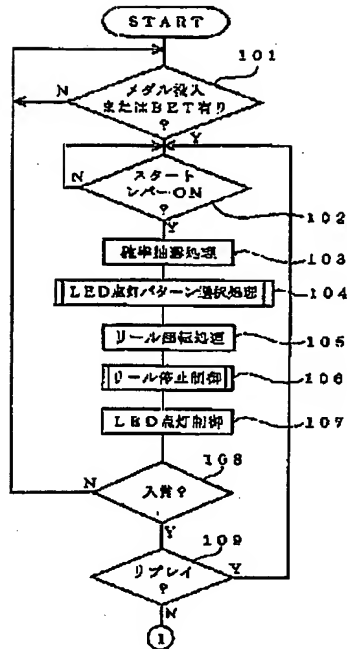 START
101
N
メダル投入
またはBET有り
?
Y
N
スタート
レバーON
?
Y
102
確率抽選処理
103
LED点灯パターン選択処理
104
リール回転処理
105
リール停止制御
106
LED点灯制御
107
108
N
入賞?
Y
109
リプレイ
?
Y
N
1